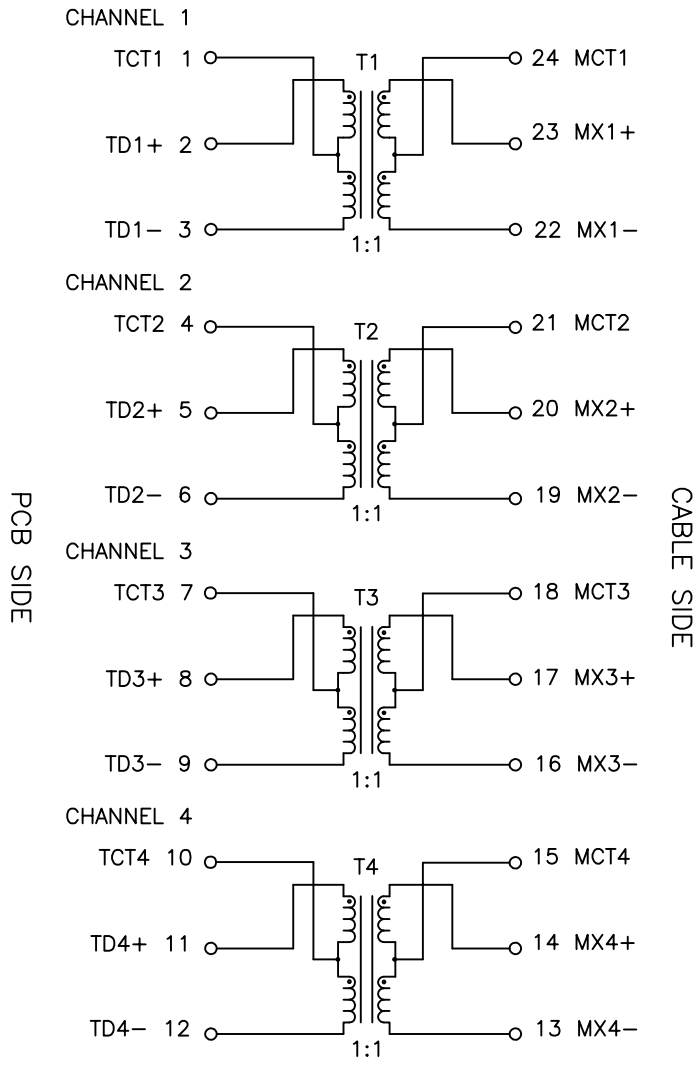 CHANNEL 1
TCT1 1
T1
24 MCT1
TD1+ 2
23 MX1+
TD1- 3
22 MX1-
1:1
CHANNEL 2
TCT2 4
T2
21 MCT2
TD2+ 5
20 MX2+
TD2- 6
19 MX2-
1:1
PCB SIDE
CABLE SIDE
CHANNEL 3
TCT3 7
T3
18 MCT3
TD3+ 8
17 MX3+
TD3- 9
16 MX3-
1:1
CHANNEL 4
TCT4 10
T4
15 MCT4
TD4+ 11
14 MX4+
TD4- 12
13 MX4-
1:1